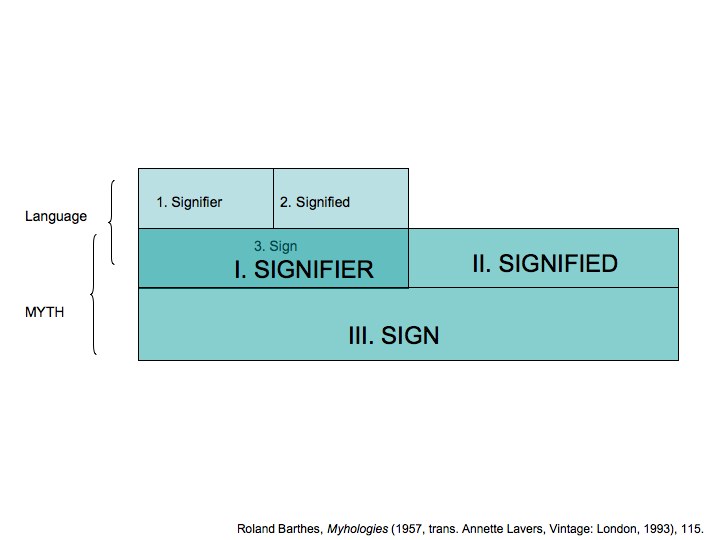 1. Signifier
2. Signified
Language
3. Sign
I. SIGNIFIER
II. SIGNIFIED
MYTH
III. SIGN
Roland Barthes, Myhologies (1957, trans. Annette Lavers, Vintage: London, 1993), 115.